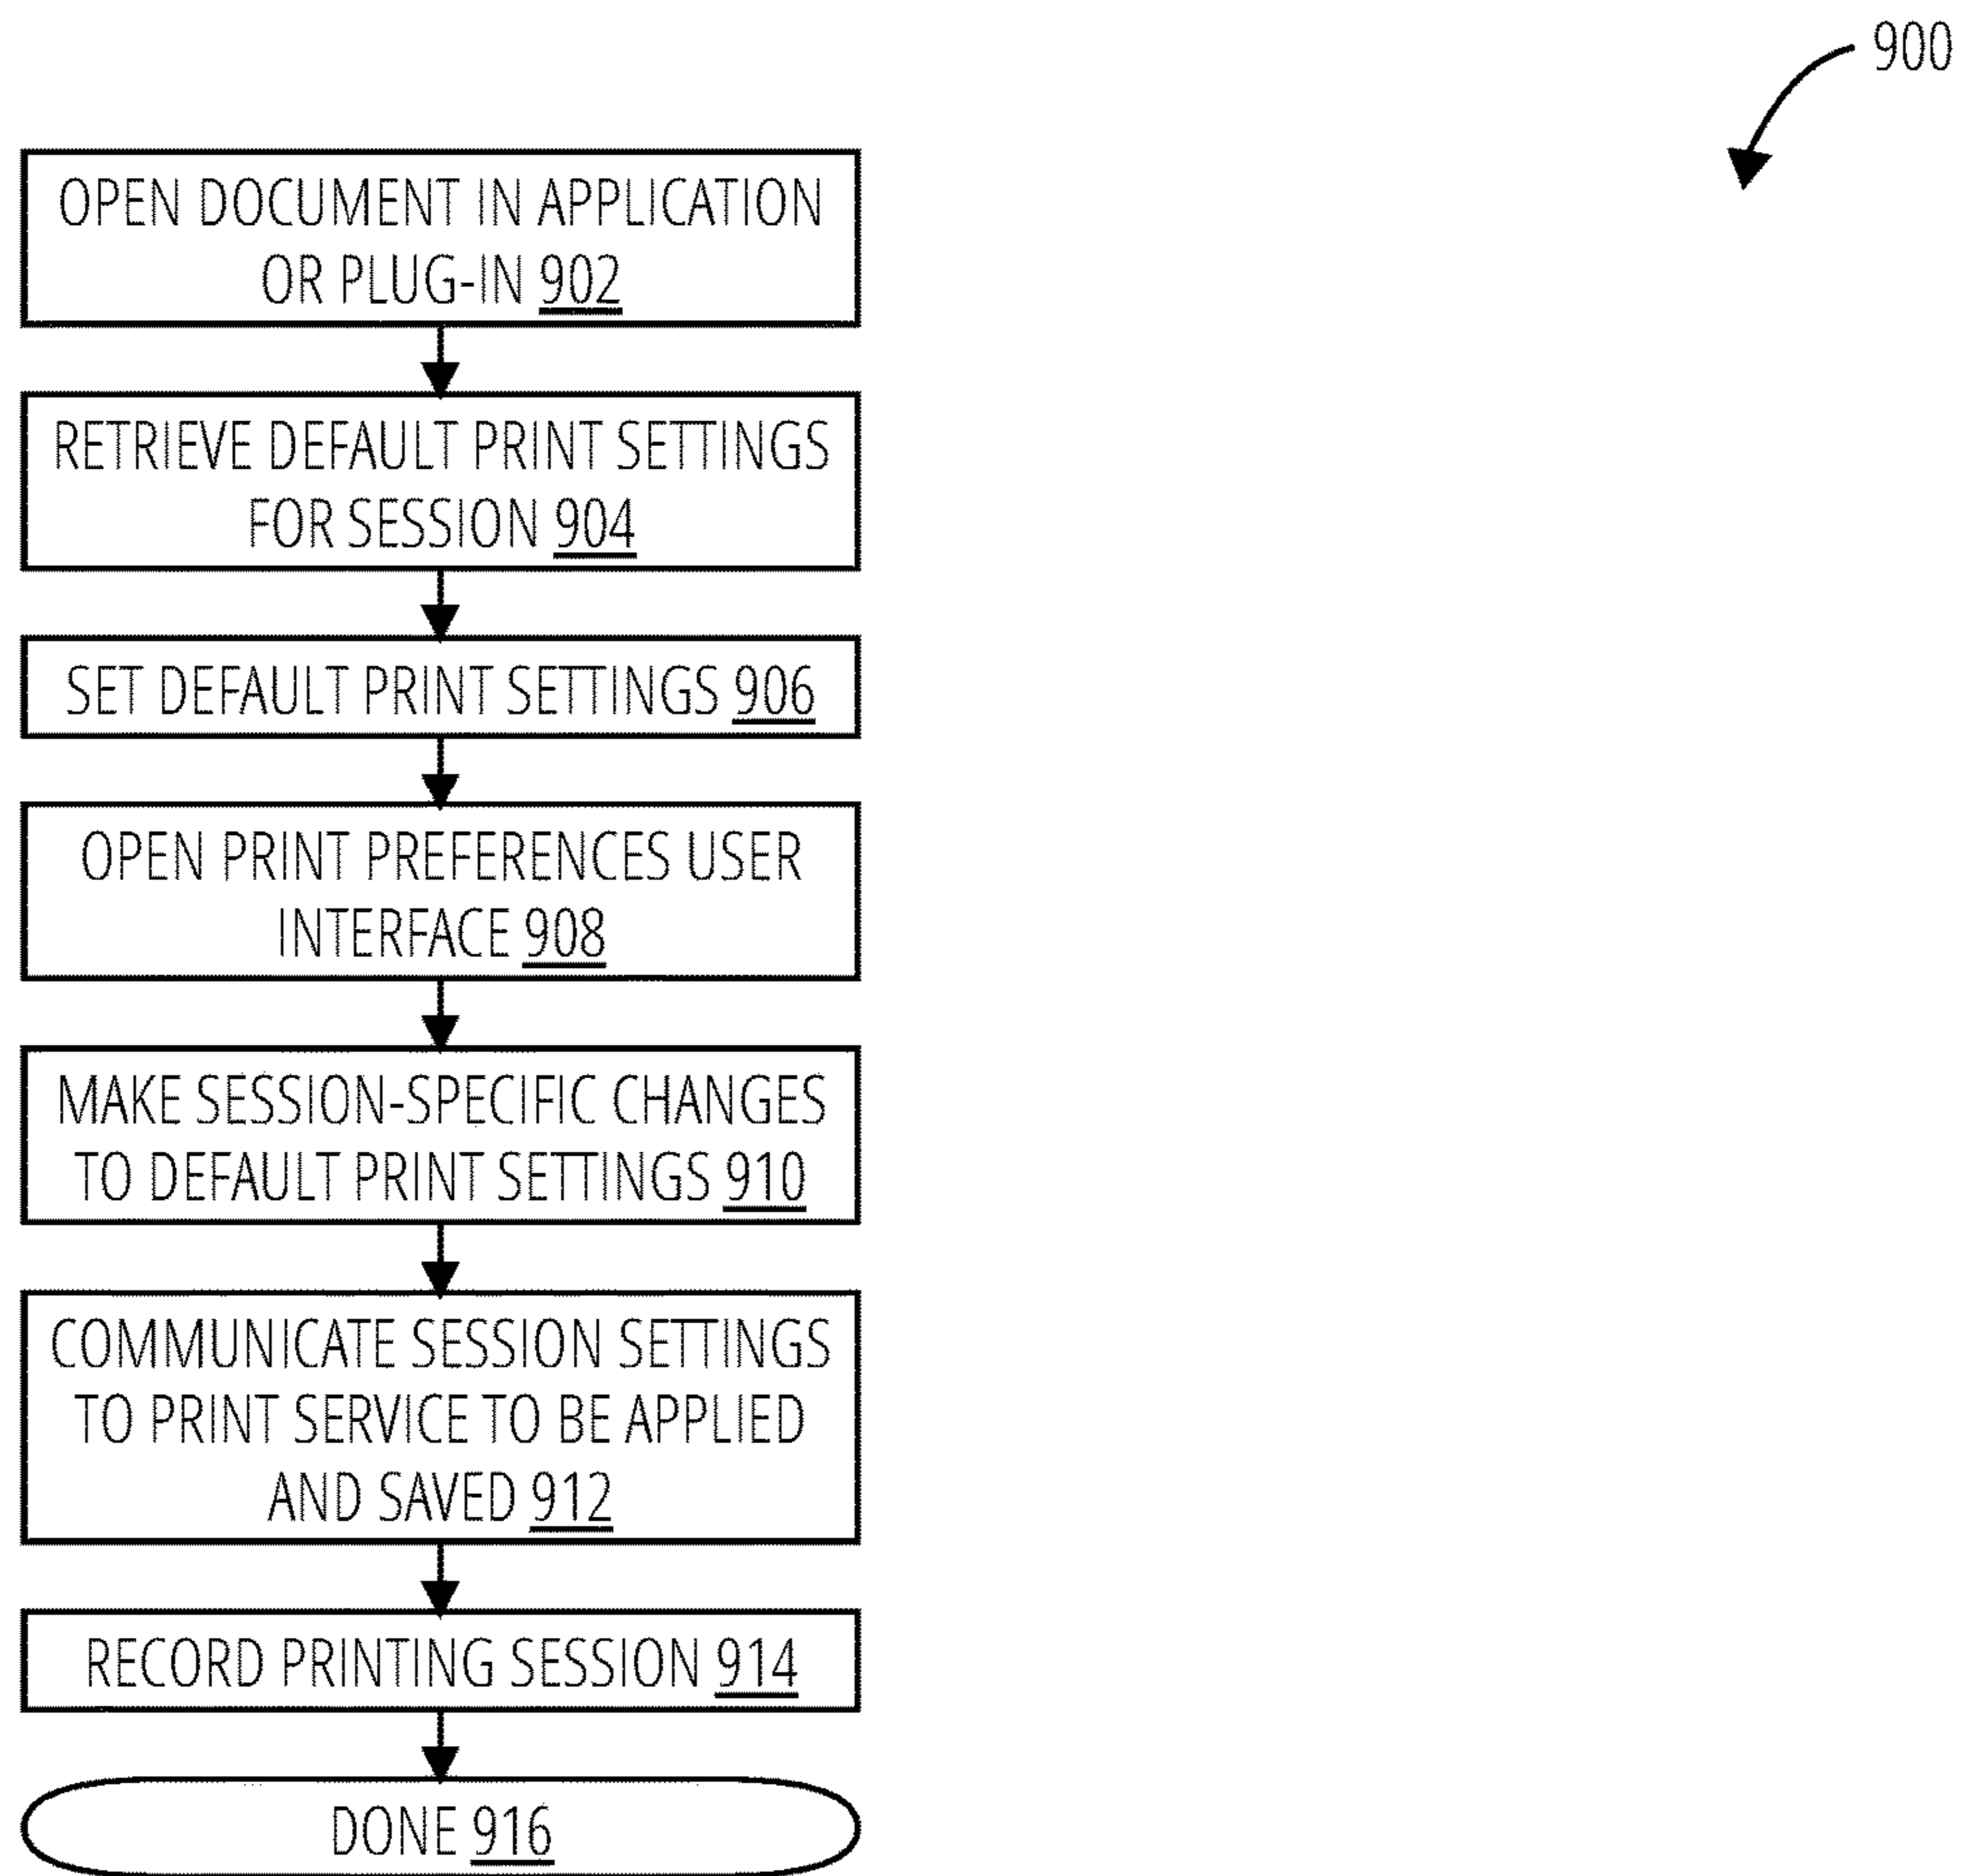 900
OPEN DOCUMENT IN APPLICATION
OR PLUG-IN 902
RETRIEVE DEFAULT PRINT SETTINGS
FOR SESSION 904
SET DEFAULT PRINT SETTINGS 906
OPEN PRINT PREFERENCES USER
INTERFACE 908
MAKE SESSION-SPECIFIC CHANGES
TO DEFAULT PRINT SETTINGS 910
COMMUNICATE SESSION SETTINGS
TO PRINT SERVICE TO BE APPLIED
AND SAVED 912
RECORD PRINTING SESSION 914
DONE 916